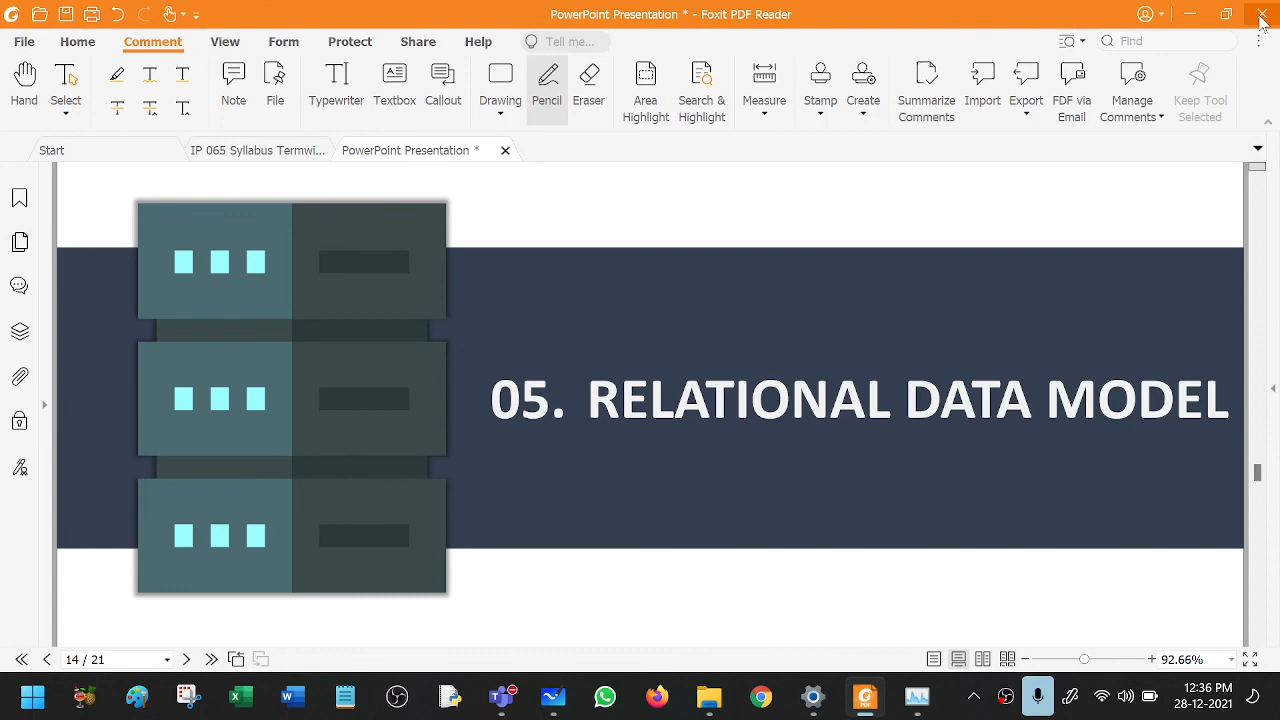 PowerPoint Presentation * - Foxit PDF Reader
File Home Comment View Form Protect Share Help Tell me... Find
Hand Select Note File Typewriter Textbox Callout Drawing Pencil Eraser Area Highlight Search & Highlight Measure Stamp Create Summarize Comments Import Export FDF via Email Manage Comments Keep Tool Selected
Start IP 065 Syllabus Termwi... PowerPoint Presentation *
05. RELATIONAL DATA MODEL
14 / 21 92.66%
12:36 PM
28-12-2021